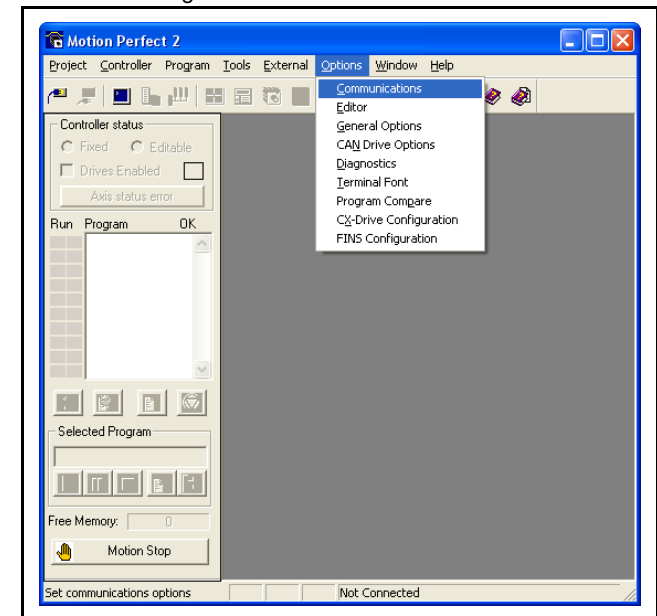 Motion Perfect 2
Project Controller Program Tools External Options Window Help
Communications
Editor
General Options
CAN Drive Options
Diagnostics
Terminal Font
Program Compare
CX-Drive Configuration
FINS Configuration
Controller status
Fixed Editable
Drives Enabled
Axis status error
Run Program OK
Selected Program
Free Memory: 0
Motion Stop
Set communications options Not Connected